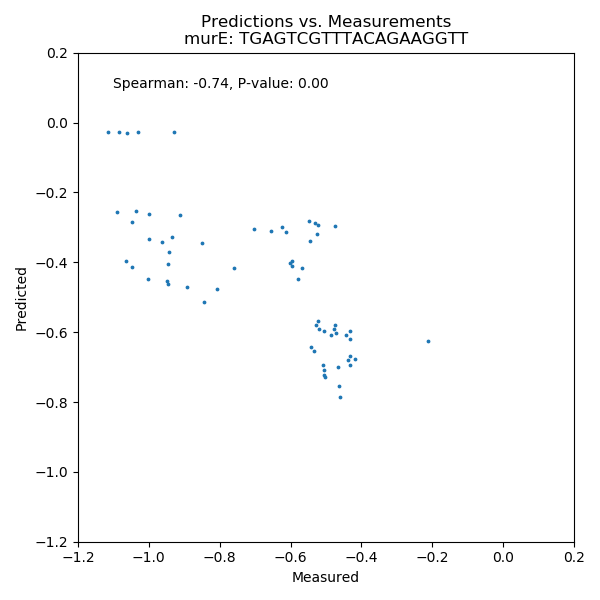 Predictions vs. Measurements
murE: TGAGTCGTTTACAGAAGGTT
Spearman: -0.74, P-value: 0.00
0.2
0.0
−0.2
−0.4
−0.6
−0.8
−1.0
−1.2
Predicted
−1.2 −1.0 −0.8 −0.6 −0.4 −0.2 0.0 0.2
Measured